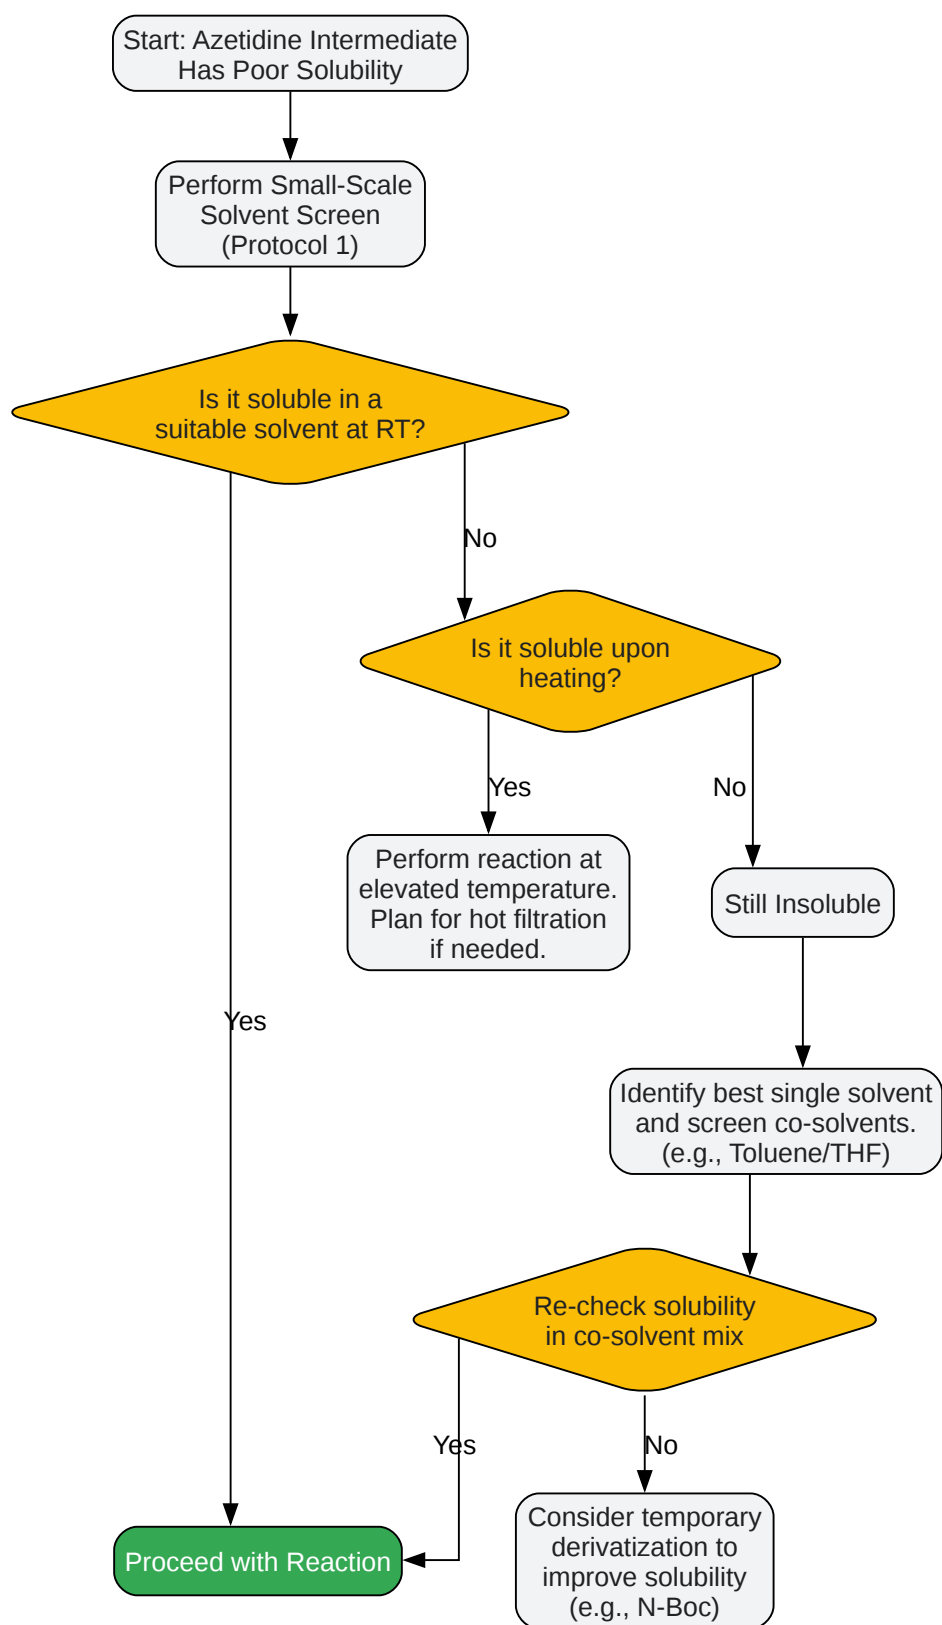 Start: Azetidine Intermediate
Has Poor Solubility
Perform Small-Scale
Solvent Screen
(Protocol 1)
Is it soluble in a
suitable solvent at RT?
No
Is it soluble upon
heating?
Yes
No
Perform reaction at
elevated temperature.
Plan for hot filtration
if needed.
Still Insoluble
Yes
Identify best single solvent
and screen co-solvents.
(e.g., Toluene/THF)
Re-check solubility
in co-solvent mix
Yes
No
Proceed with Reaction
Consider temporary
derivatization to
improve solubility
(e.g., N-Boc)